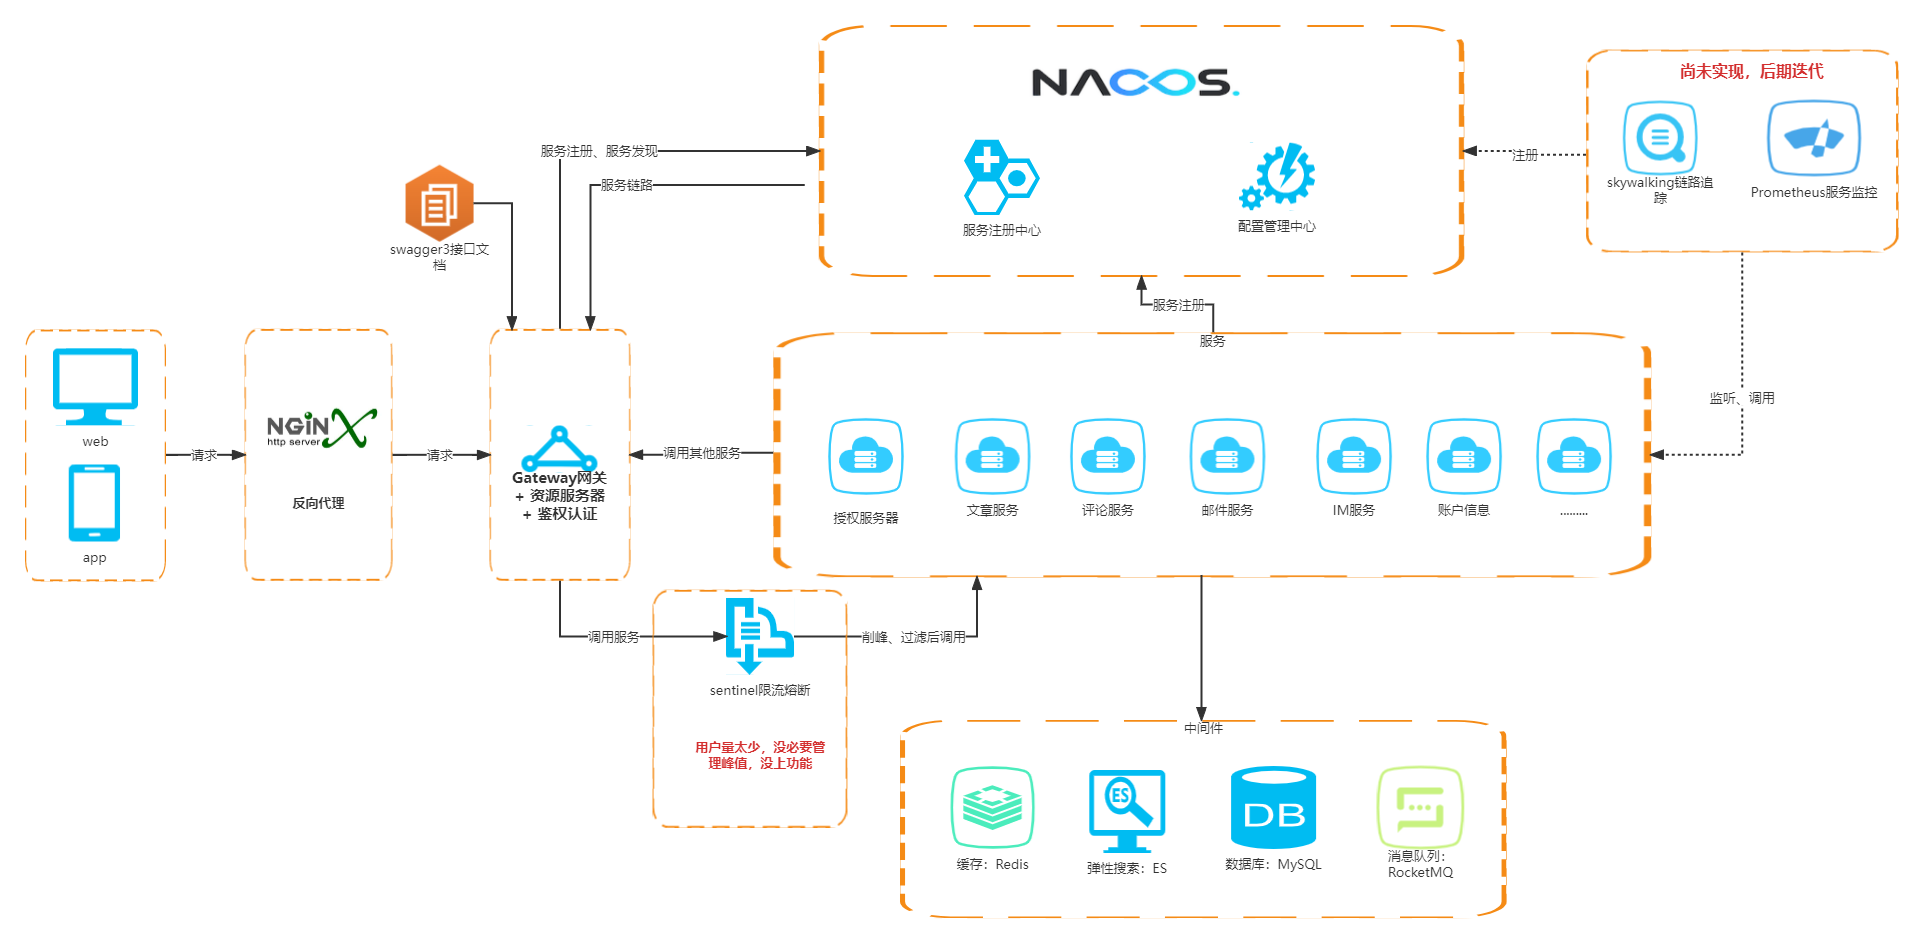 NACOS.
服务注册中心
配置管理中心
尚未实现，后期迭代
skywalking链路追
踪
Prometheus服务监控
注册
服务注册、服务发现
服务链路
swagger3接口文
档
服务注册
监听、调用
web
app
请求
NGiNX
http server
反向代理
请求
Gateway网关
+ 资源服务器
+ 鉴权认证
调用其他服务
服务
授权服务器
文章服务
评论服务
邮件服务
IM服务
账户信息
.........
调用服务
sentinel限流熔断
用户量太少，没必要管
理峰值，没上功能
削峰、过滤后调用
中间件
缓存：Redis
ES
弹性搜索：ES
DB
数据库：MySQL
消息队列：
RocketMQ